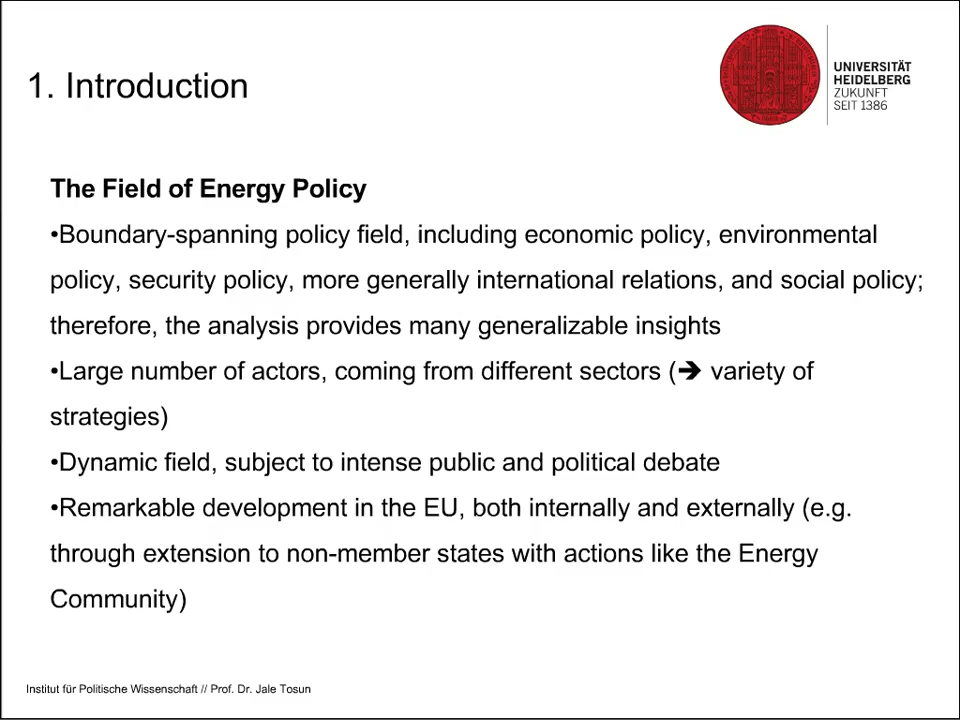 1. Introduction
UNIVERSITÄT
HEIDELBERG
ZUKUNFT
SEIT 1386
The Field of Energy Policy
•Boundary-spanning policy field, including economic policy, environmental
policy, security policy, more generally international relations, and social policy;
therefore, the analysis provides many generalizable insights
•Large number of actors, coming from different sectors (➔ variety of
strategies)
•Dynamic field, subject to intense public and political debate
•Remarkable development in the EU, both internally and externally (e.g.
through extension to non-member states with actions like the Energy
Community)
Institut für Politische Wissenschaft // Prof. Dr. Jale Tosun